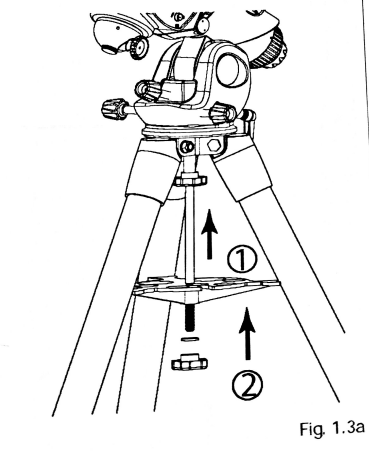 ①
②
Fig. 1.3a